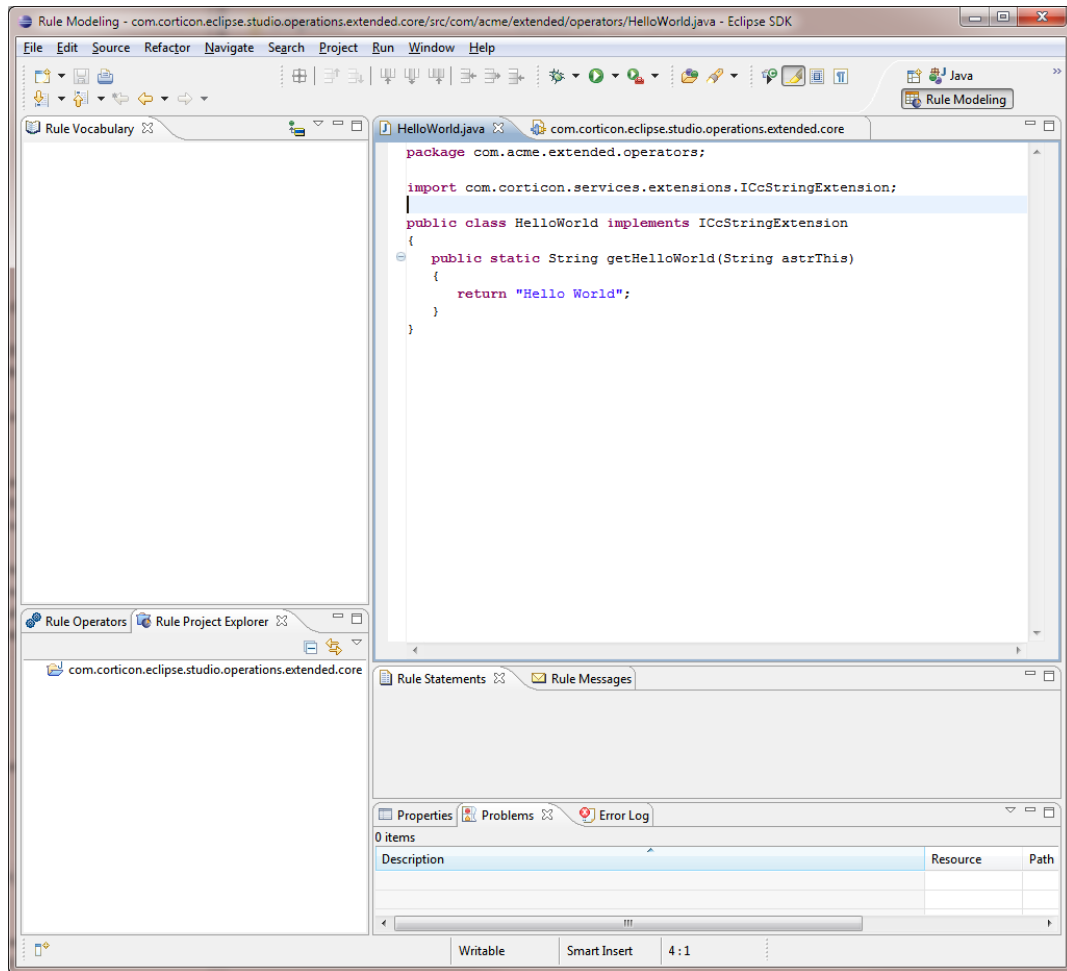 Rule Modeling - com.corticon.eclipse.studio.operations.extended.core/src/com/acme/extended/operators/HelloWorld.java - Eclipse SDK
File Edit Source Refactor Navigate Search Project Run Window Help
Java
Rule Modeling
Rule Vocabulary
HelloWorld.java com.corticon.eclipse.studio.operations.extended.core
package com.acme.extended.operators;
import com.corticon.services.extensions.ICcStringExtension;
public class HelloWorld implements ICcStringExtension
{
public static String getHelloWorld(String astrThis)
{
return "Hello World";
}
}
Rule Operators Rule Project Explorer
com.corticon.eclipse.studio.operations.extended.core
Rule Statements Rule Messages
Properties Problems Error Log
0 items
Description Resource Path
Writable Smart Insert 4 : 1